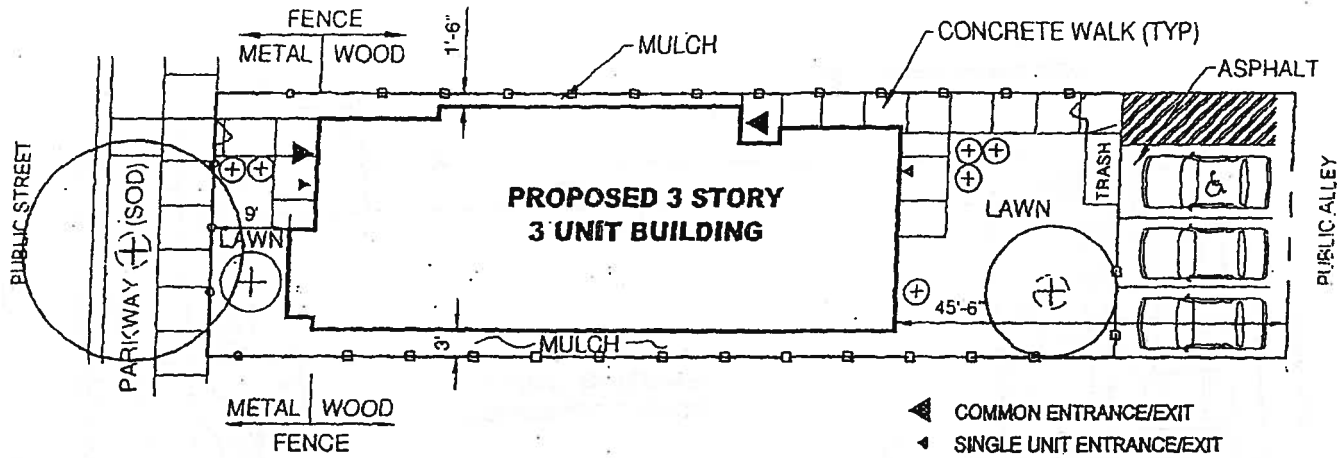 FENCE
METAL WOOD
1'-6"
MULCH
CONCRETE WALK (TYP)
ASPHALT
PUBLIC STREET
PARKWAY (SOD)
9'
LAWN
PROPOSED 3 STORY
3 UNIT BUILDING
LAWN
TRASH
PUBLIC ALLEY
45'-6"
3'
MULCH
METAL WOOD
FENCE
COMMON ENTRANCE/EXIT
SINGLE UNIT ENTRANCE/EXIT